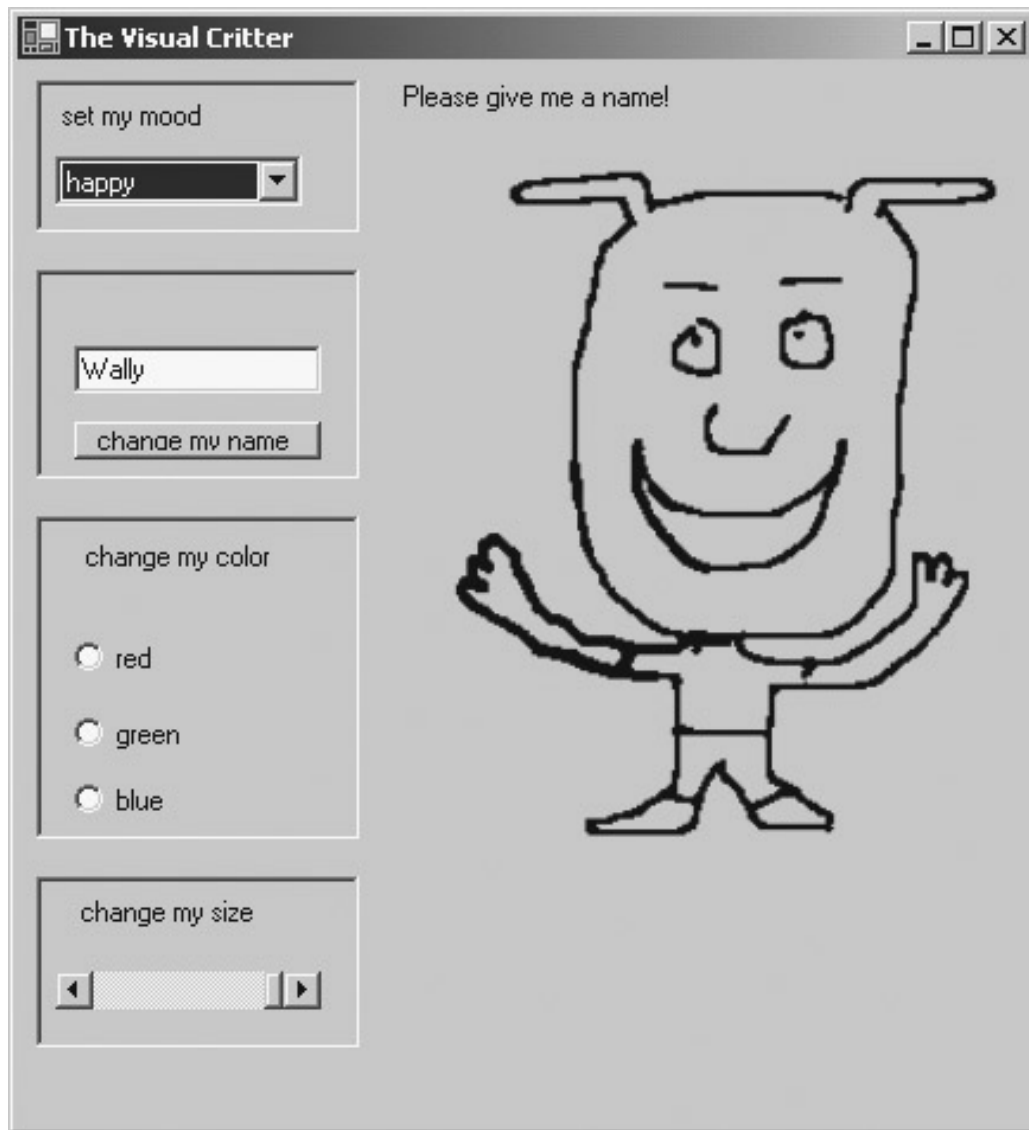 The Visual Critter
set my mood
happy
Wally
change my name
change my color
red
green
blue
change my size
Please give me a name!